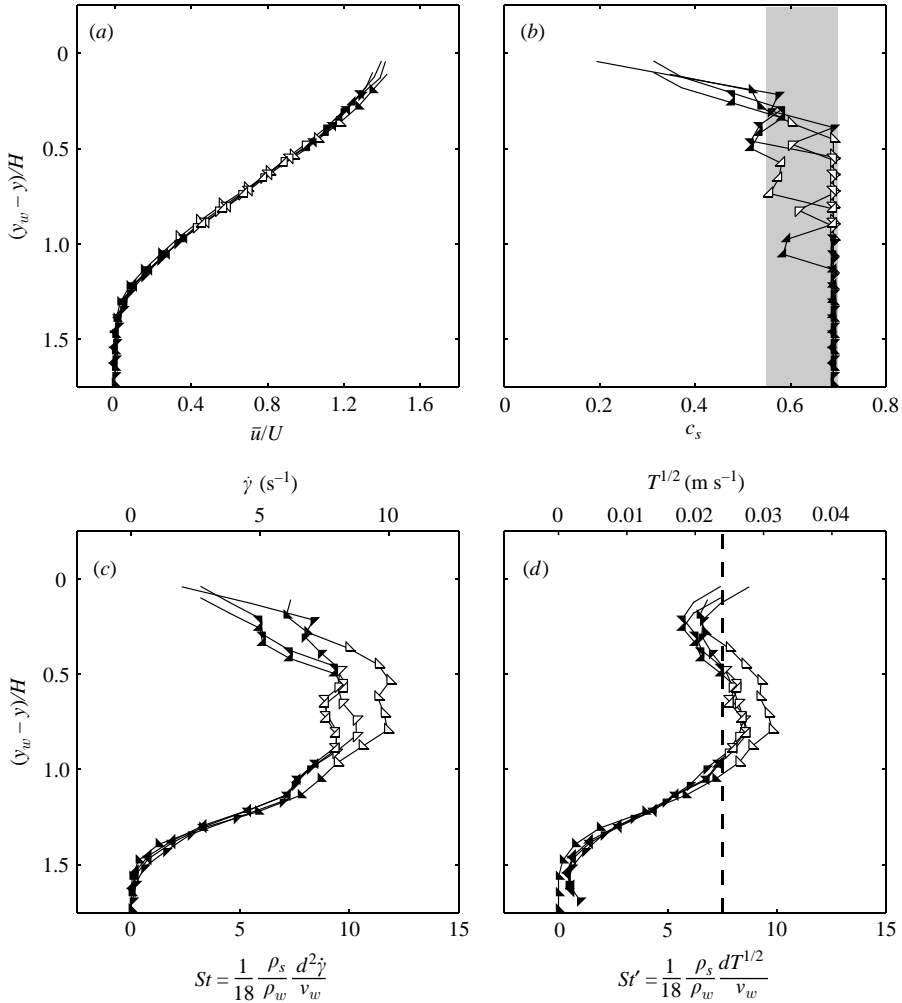 (a)
(b)
0
0.5
1.0
1.5
(y_w − y)/H
0 0.4 0.8 1.2 1.6
ū/U
0 0.2 0.4 0.6 0.8
c_s
γ̇ (s⁻¹)
0 5 10
T^{1/2} (m s⁻¹)
0 0.01 0.02 0.03 0.04
(c)
(d)
0
0.5
1.0
1.5
(y_w − y)/H
0 5 10 15
0 5 10 15
St = 1/18 ρ_s/ρ_w d²γ̇/ν_w
St′ = 1/18 ρ_s/ρ_w dT^{1/2}/ν_w